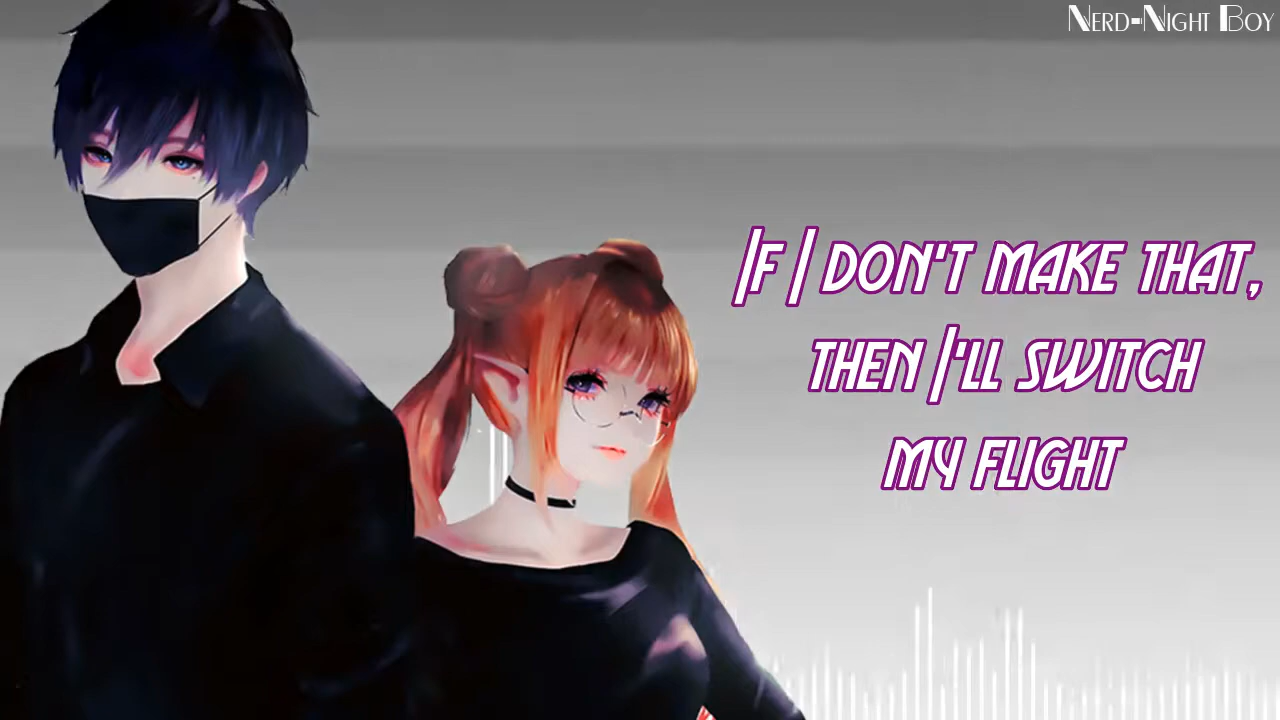 Nerd-Night Boy
If I don't make that,
then I'll switch
my flight